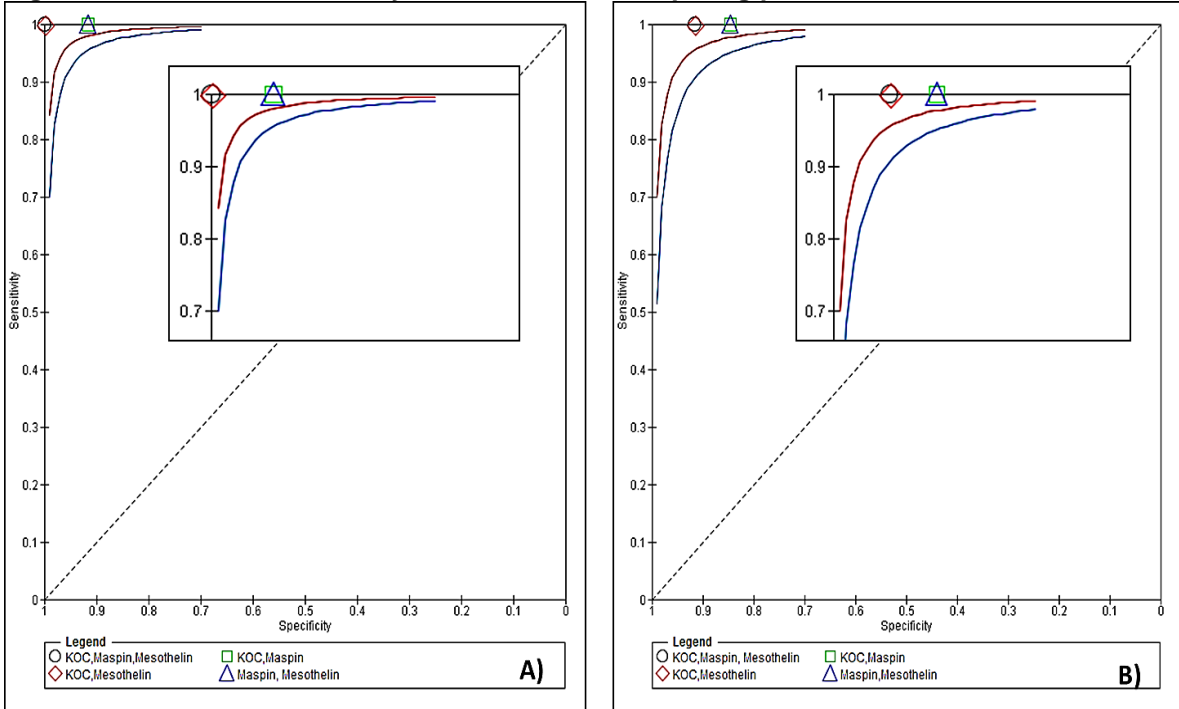 1
0.9
0.8
0.7
0.6
0.5
0.4
0.3
0.2
0.1
0
Sensitivity
1
0.9
0.8
0.7
1 0.9 0.8 0.7 0.6 0.5 0.4 0.3 0.2 0.1 0
Specificity
Legend
KOC,Maspin,Mesothelin KOC,Maspin
KOC,Mesothelin Maspin, Mesothelin
A)
1
0.9
0.8
0.7
0.6
0.5
0.4
0.3
0.2
0.1
0
Sensitivity
1
0.9
0.8
0.7
1 0.9 0.8 0.7 0.6 0.5 0.4 0.3 0.2 0.1 0
Specificity
Legend
KOC,Maspin, Mesothelin KOC,Maspin
KOC,Mesothelin Maspin,Mesothelin
B)